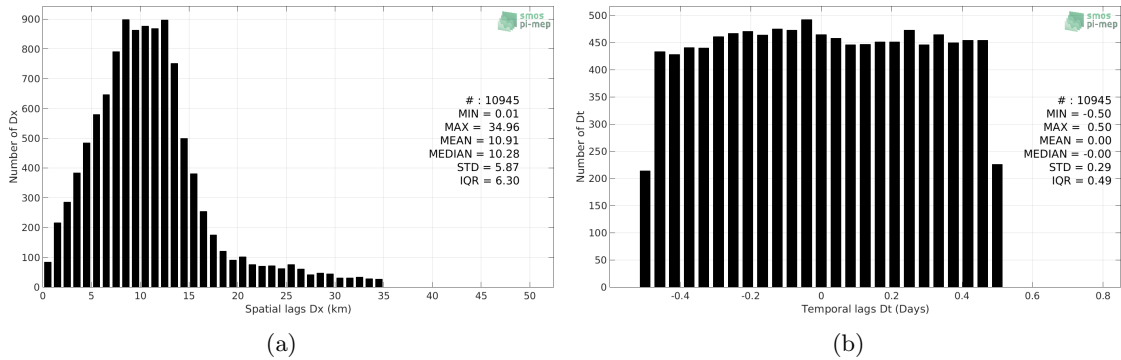 smos
pi-mep
900
800
700
600
500
400
300
200
100
0
Number of Dx
# : 10945
MIN = 0.01
MAX = 34.96
MEAN = 10.91
MEDIAN = 10.28
STD = 5.87
IQR = 6.30
0 5 10 15 20 25 30 35 40 45 50
Spatial lags Dx (km)
(a)
smos
pi-mep
500
450
400
350
300
250
200
150
100
50
0
Number of Dt
# : 10945
MIN = -0.50
MAX = 0.50
MEAN = 0.00
MEDIAN = -0.00
STD = 0.29
IQR = 0.49
-0.4 -0.2 0 0.2 0.4 0.6 0.8
Temporal lags Dt (Days)
(b)